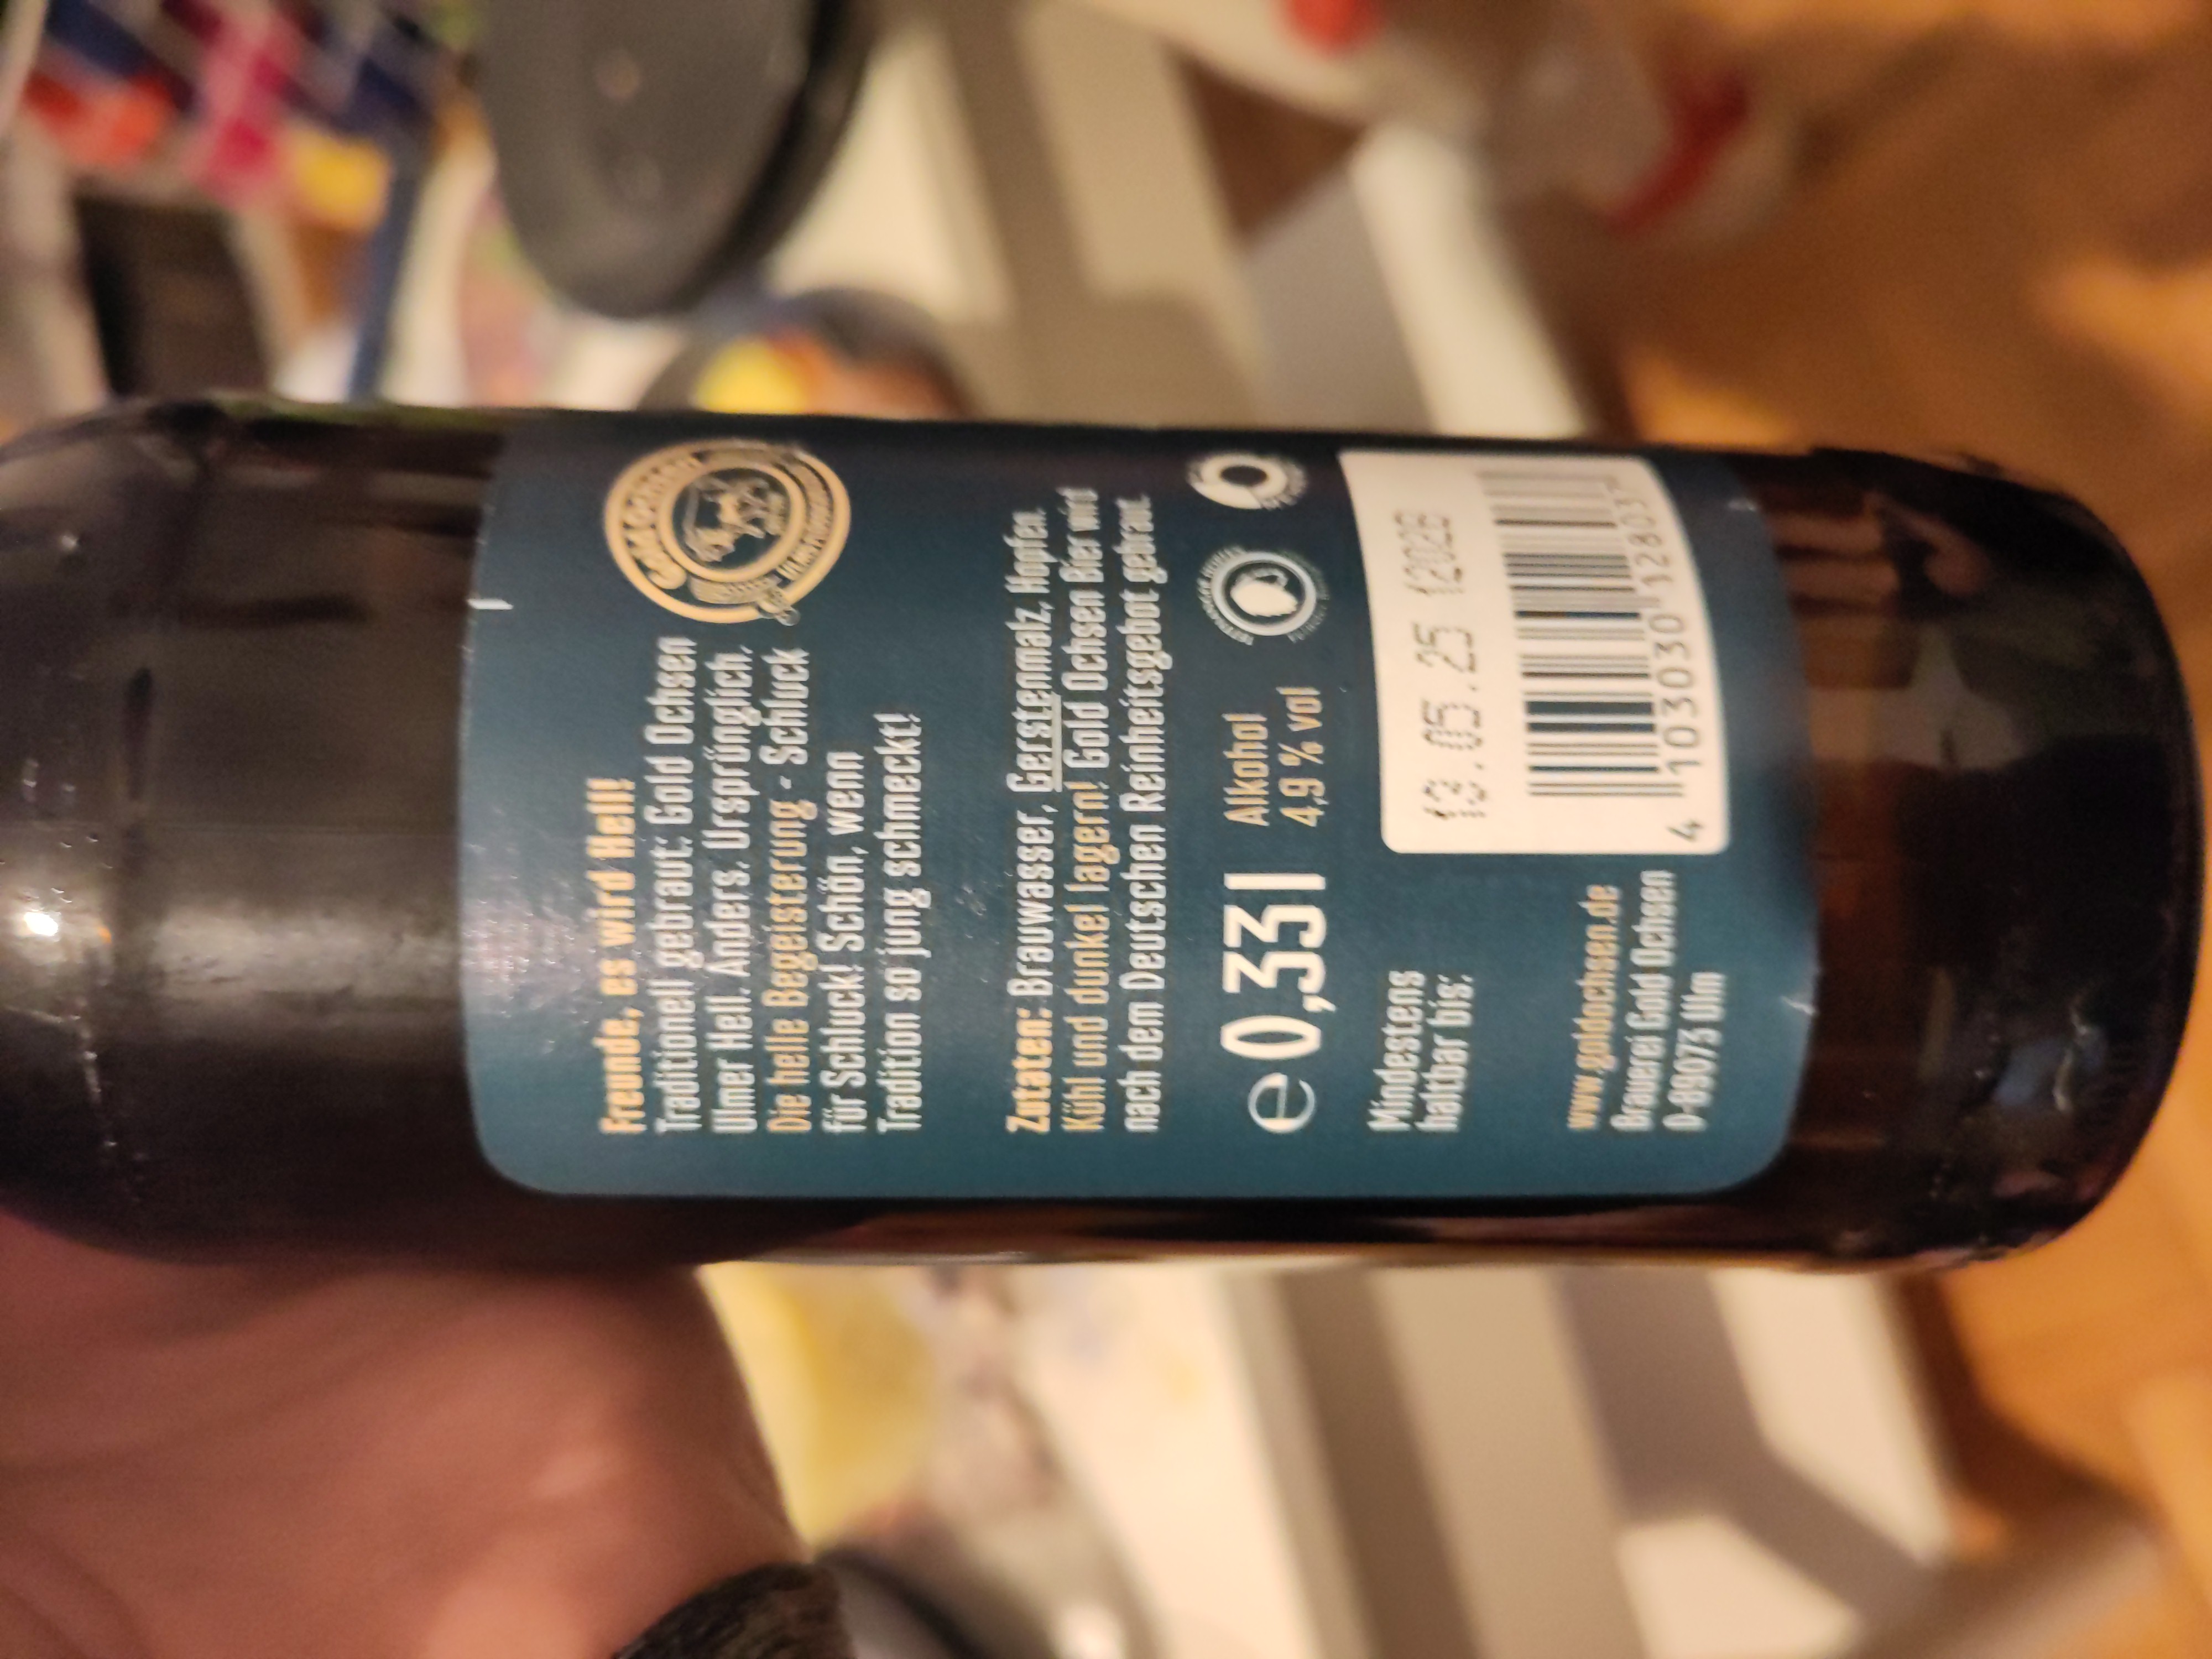 Freunde, es wird Hell!
Traditionell gebraut: Gold Ochsen
Ulmer Hell. Anders. Ursprünglich.
Die helle Begeisterung - Schluck
für Schluck! Schön, wenn
Tradition so jung schmeckt!
GOLD OCHSEN
Zutaten: Brauwasser, Gerstenmalz, Hopfen.
Kühl und dunkel lagern! Gold Ochsen Bier wird
nach dem Deutschen Reinheitsgebot gebraut.
e 0,33 l
Alkohol
4,9 % vol
Mindestens
haltbar bis:
13.05.25
www.goldochsen.de
Brauerei Gold Ochsen
D-89073 Ulm
4 103030 128037